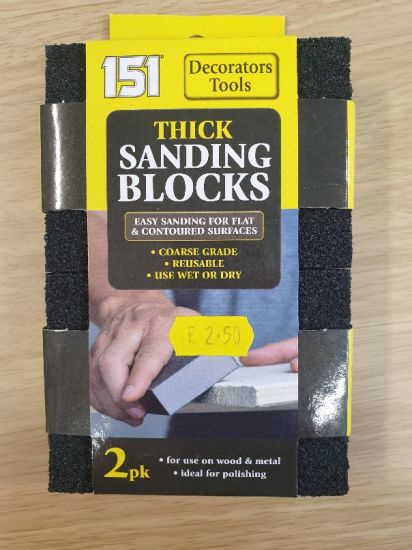 151
Decorators
Tools
THICK
SANDING
BLOCKS
EASY SANDING FOR FLAT
& CONTOURED SURFACES
• COARSE GRADE
• REUSABLE
• USE WET OR DRY
£ 2.50
2pk
• for use on wood & metal
• ideal for polishing